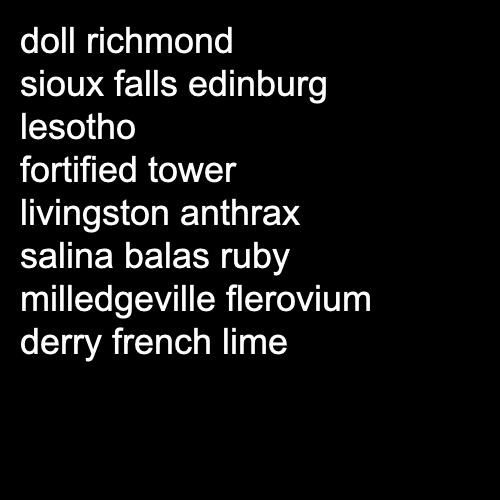 doll richmond
sioux falls edinburg
lesotho
fortified tower
livingston anthrax
salina balas ruby
milledgeville flerovium
derry french lime